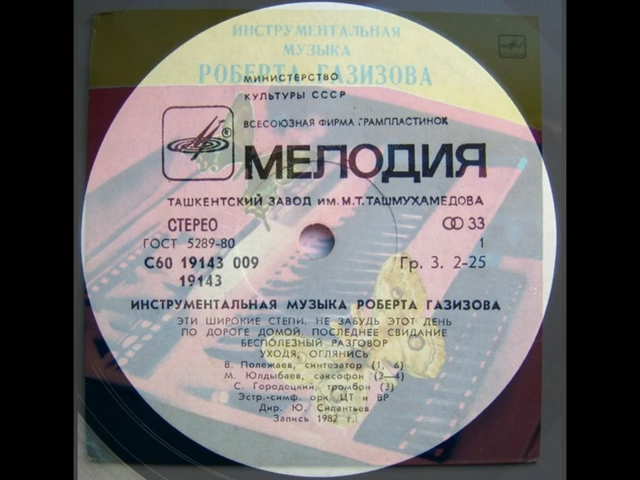 ИНСТРУМЕНТАЛЬНАЯ
МУЗЫКА
РОБЕРТА ГАЗИЗОВА
МИНИСТЕРСТВО
КУЛЬТУРЫ СССР
ВСЕСОЮЗНАЯ ФИРМА ГРАМПЛАСТИНОК
® МЕЛОДИЯ
ТАШКЕНТСКИЙ ЗАВОД ИМ. М. Т. ТАШМУХАМЕДОВА
СТЕРЕО 33
ГОСТ 5289-80 1
С60 19143 009 Гр. 3. 2-25
19143
ИНСТРУМЕНТАЛЬНАЯ МУЗЫКА РОБЕРТА ГАЗИЗОВА
ЭТИ ШИРОКИЕ СТЕПИ. НЕ ЗАБУДЬ ЭТОТ ДЕНЬ
ПО ДОРОГЕ ДОМОЙ. ПОСЛЕДНЕЕ СВИДАНИЕ
БЕСПОЛЕЗНЫЙ РАЗГОВОР
УХОДЯ, ОГЛЯНИСЬ
В. Полежаев, синтезатор (1, 6)
М. Юлдыбаев, саксофон (2—4)
С. Городецкий, тромбон (3)
Эстр.-симф. орк. ЦТ и ВР
Дир. Ю. Силантьев
Запись 1982 г.